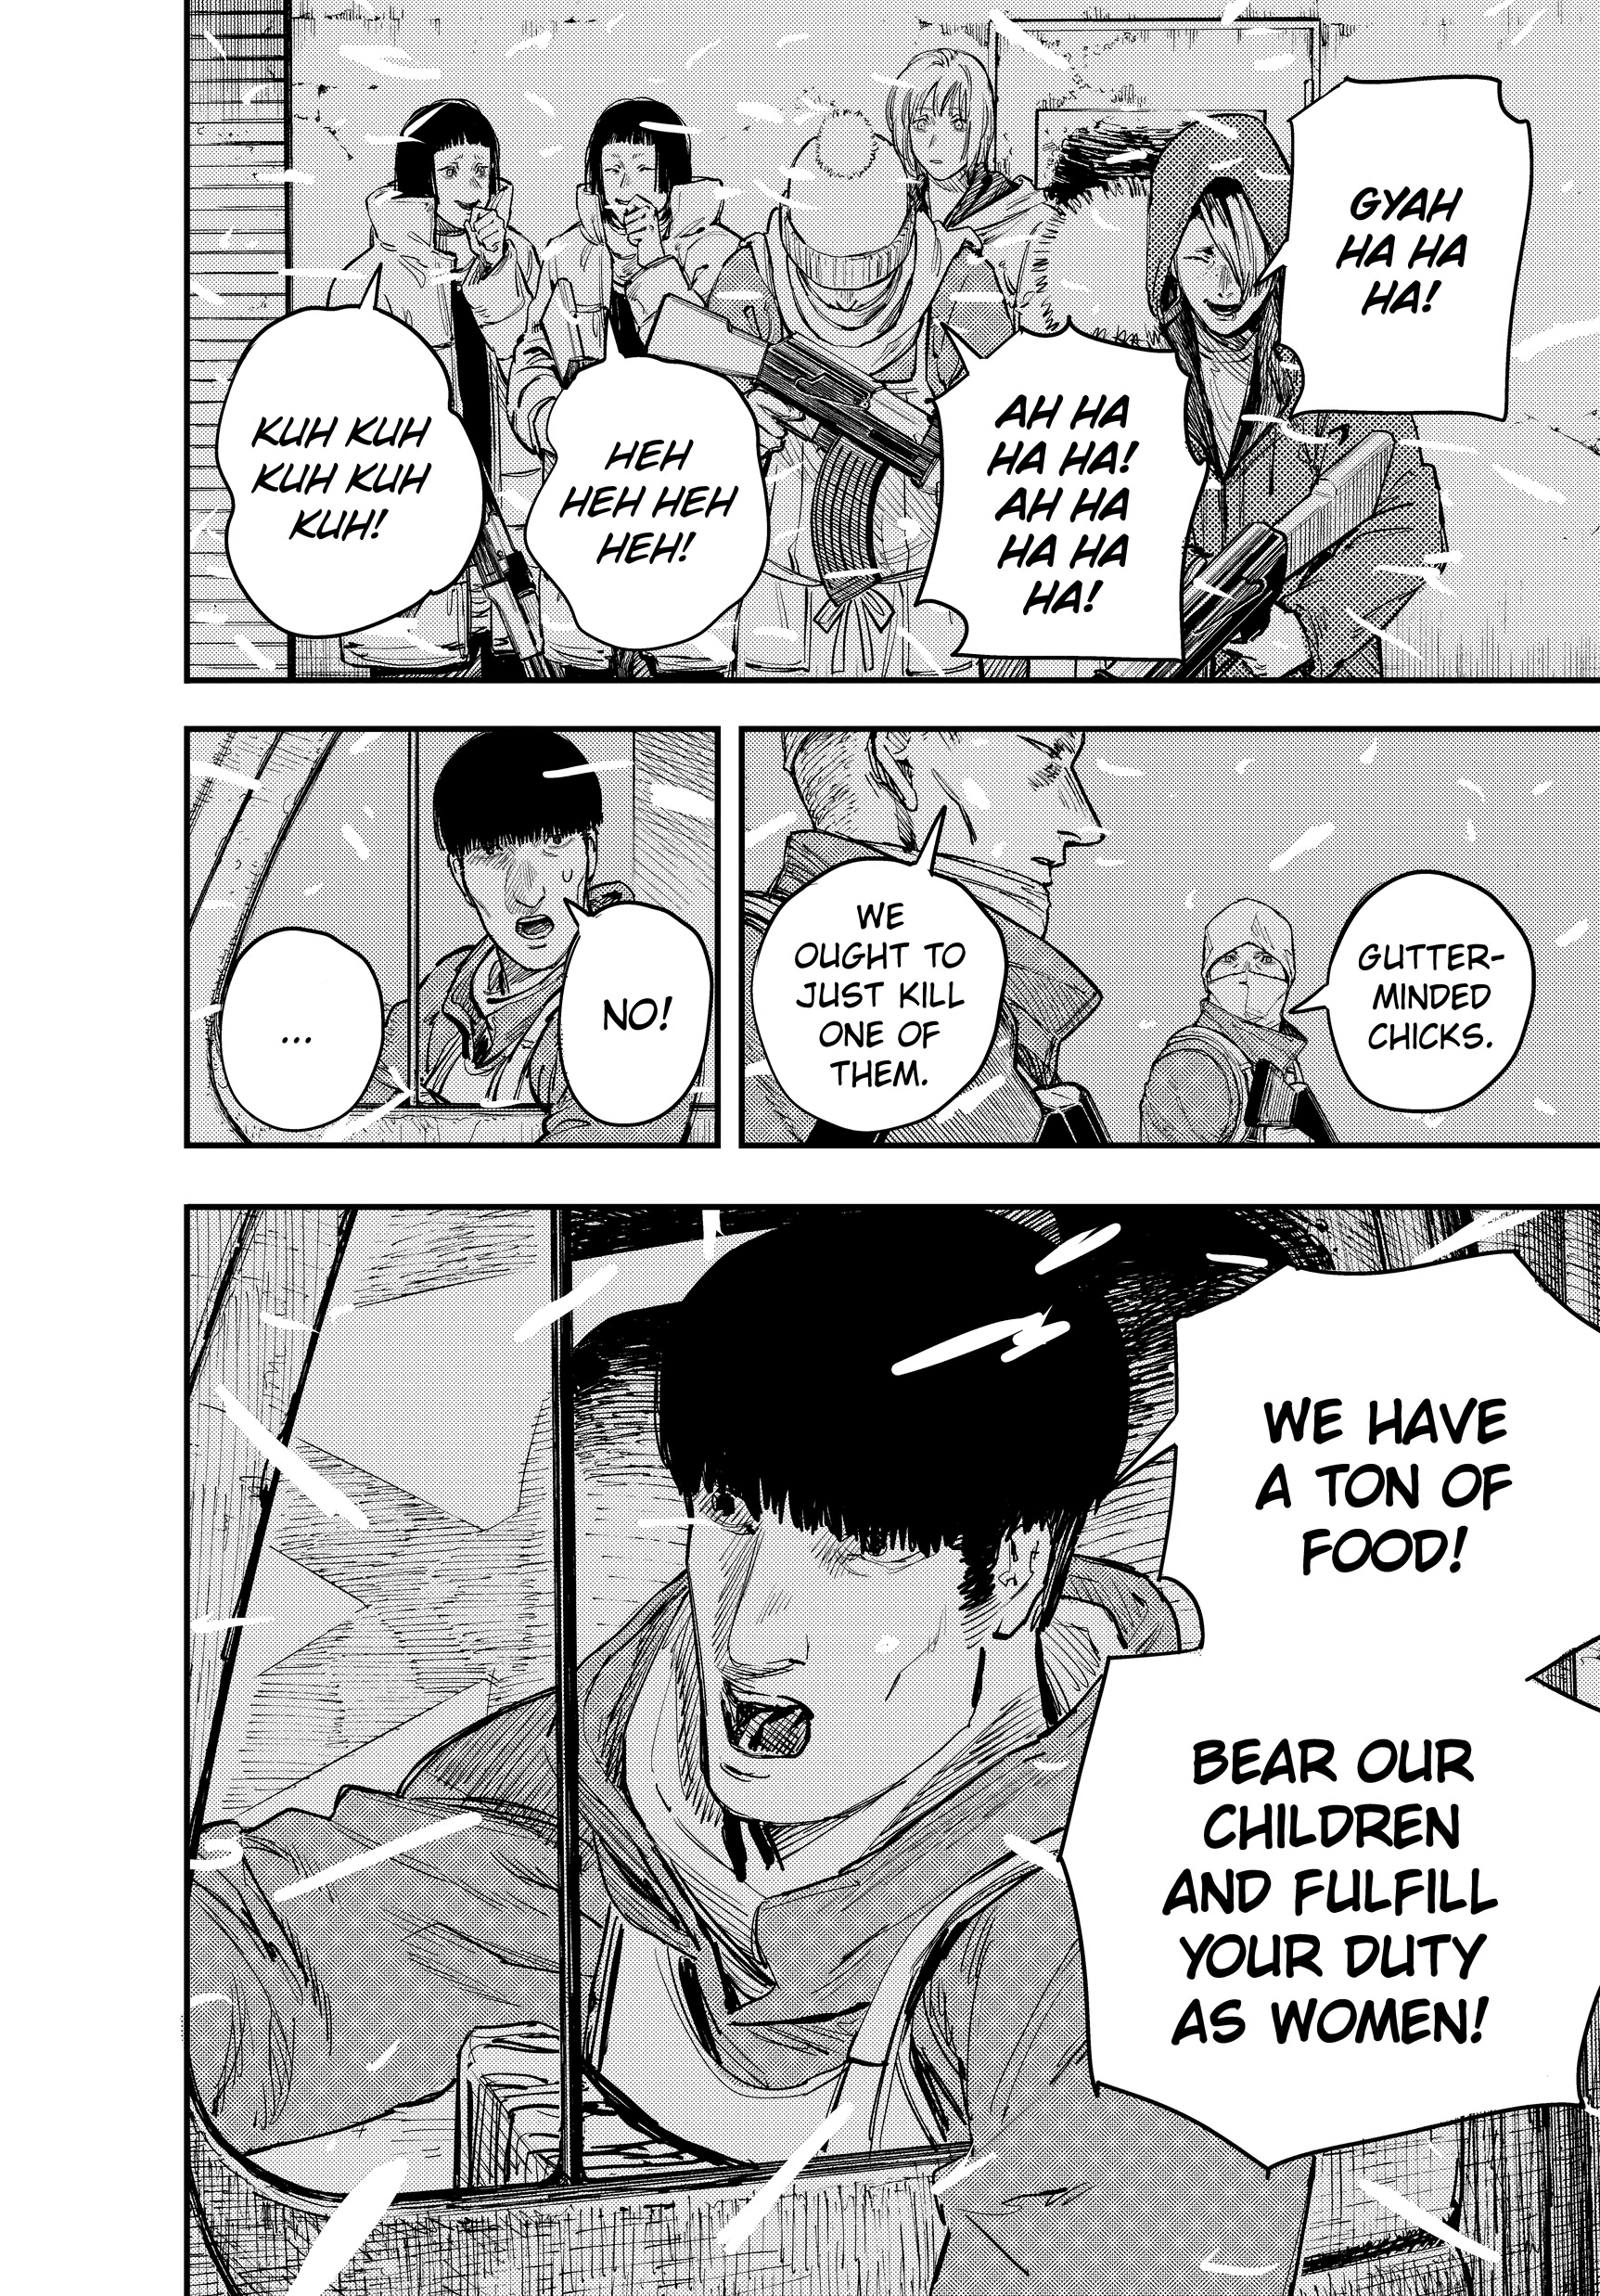 GYAH
HA HA
HA!
AH HA
HA HA!
AH HA
HA HA
HA!
HEH
HEH HEH
HEH!
KUH KUH
KUH KUH
KUH!
GUTTER-
MINDED
CHICKS.
WE
OUGHT TO
JUST KILL
ONE OF
THEM.
NO!
...
WE HAVE
A TON OF
FOOD!
BEAR OUR
CHILDREN
AND FULFILL
YOUR DUTY
AS WOMEN!